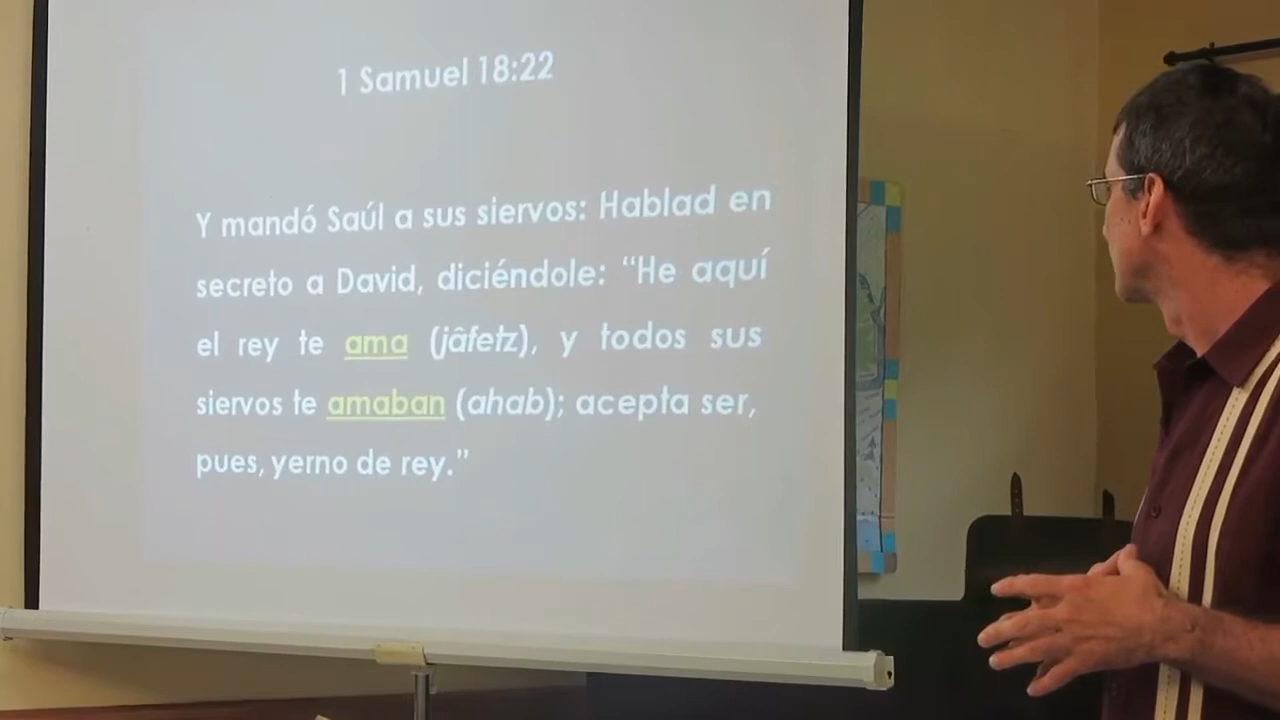 1 Samuel 18:22
Y mandó Saúl a sus siervos: Hablad en
secreto a David, diciéndole: “He aquí
el rey te ama (jâfetz), y todos sus
siervos te amaban (ahab); acepta ser,
pues, yerno de rey.”